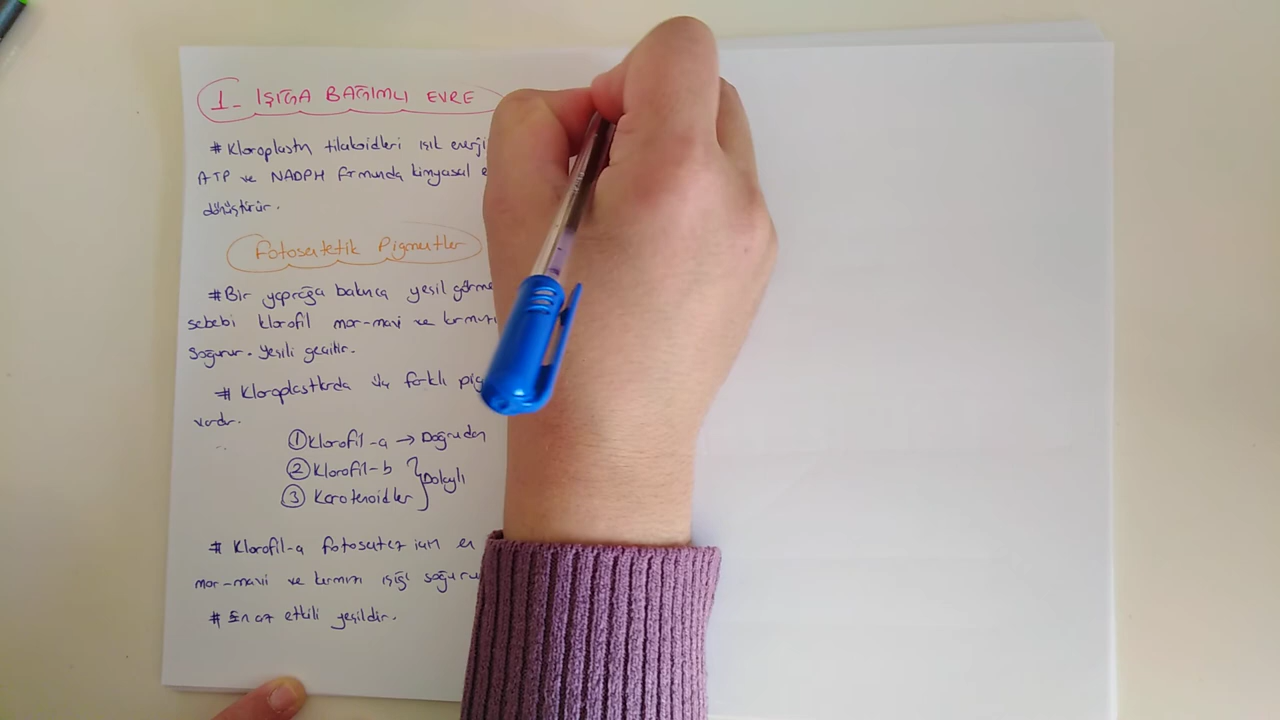 1- IŞIĞA BAĞIMLI EVRE
# Kloroplastın tilakoidleri ışık enerji
ATP ve NADPH formunda kimyasal e
dönüştürür.
Fotosentetik Pigmentler
# Bir yaprağa bakınca yeşil görme
sebebi klorofil mor-mavi ve kırmızı
soğurur. Yeşili geçirir.
# Kloroplastlarda üç farklı pig
vardır.
① Klorofil-a → Doğrudan
② Klorofil-b
} Dolaylı
③ Karotenoidler
# Klorofil-a fotosentez için en
mor-mavi ve kırmızı ışığı soğuru
# En az etkili yeşildir.